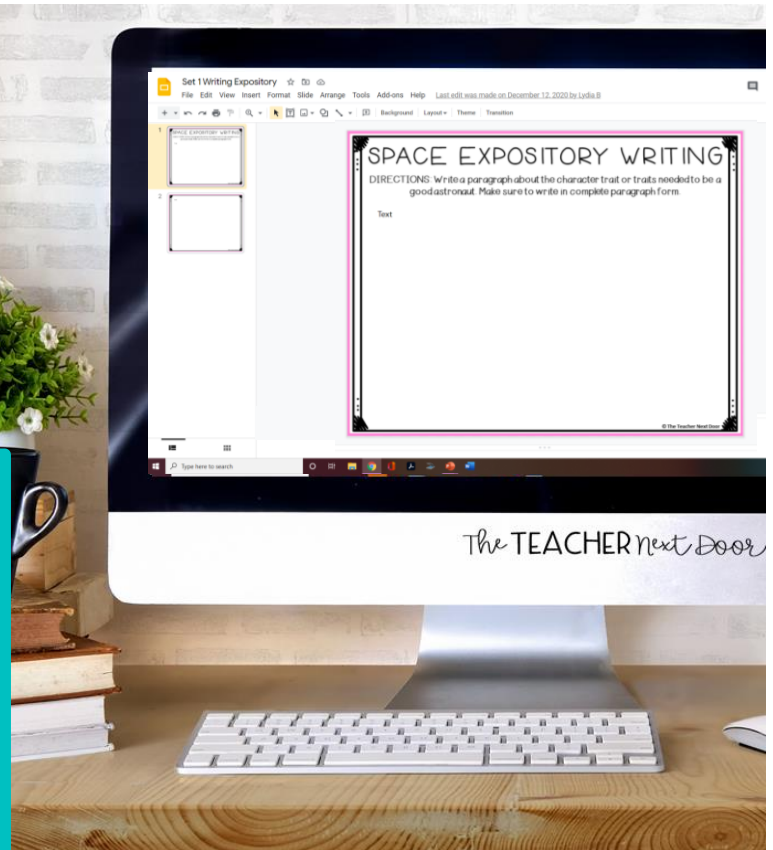 Set 1 Writing Expository
File Edit View Insert Format Slide Arrange Tools Add-ons Help Last edit was made on December 12, 2020 by Lydia B
Background Layout Theme Transition
1
SPACE EXPOSITORY WRITING
2
SPACE EXPOSITORY WRITING
DIRECTIONS: Write a paragraph about the character trait or traits needed to be a
good astronaut. Make sure to write in complete paragraph form.
Text
© The Teacher Next Door
Type here to search
The TEACHER Next Door